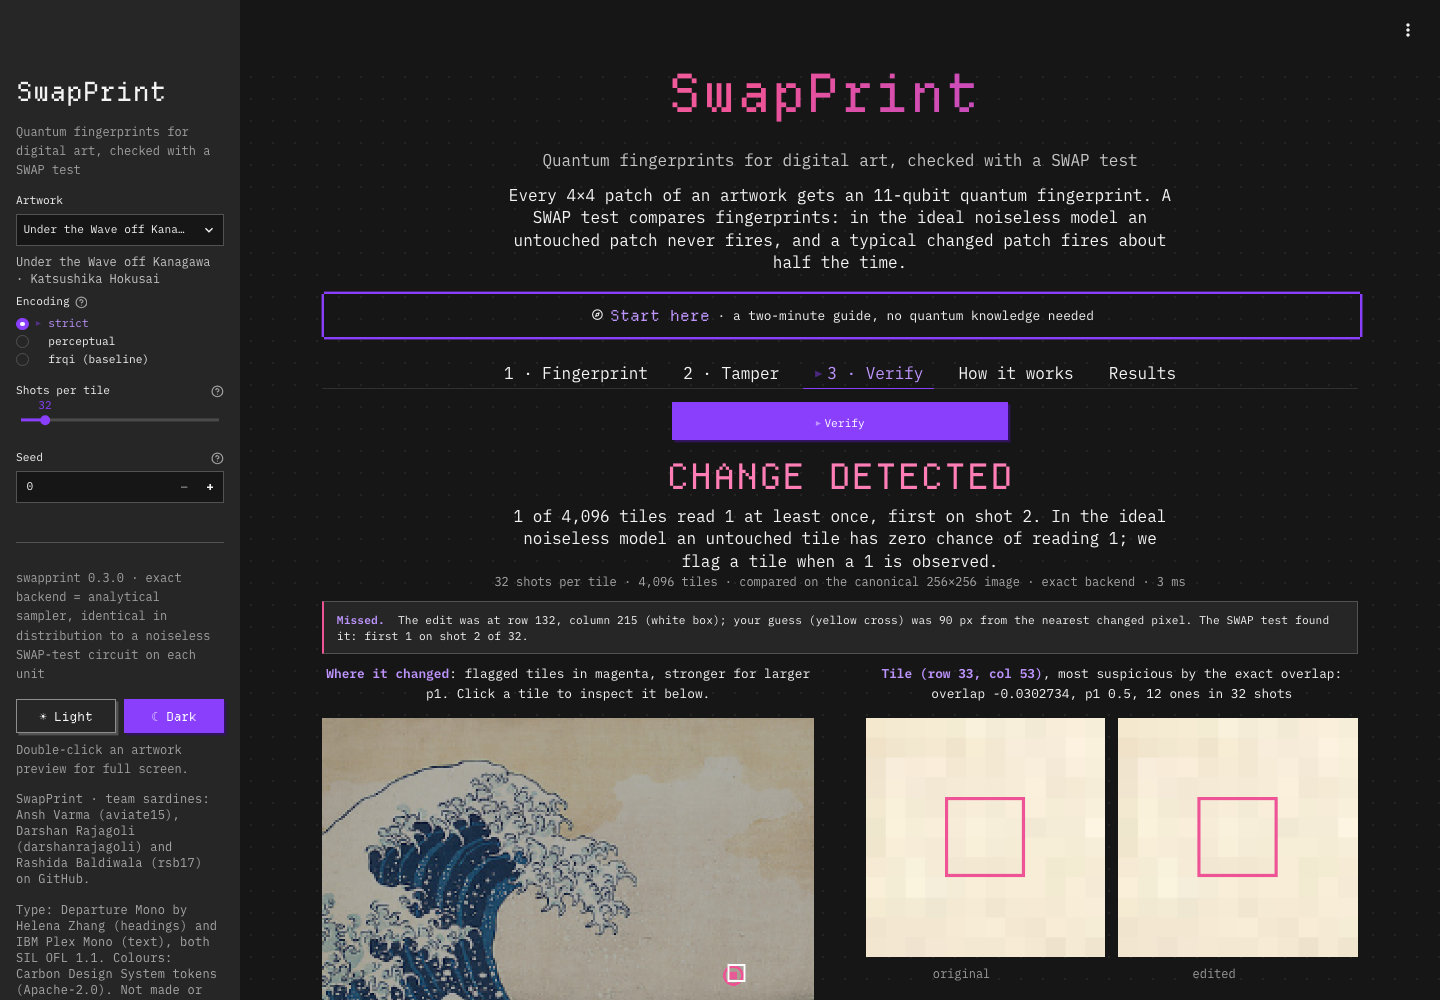 SwapPrint
Quantum fingerprints for
digital art, checked with a
SWAP test
Artwork
Under the Wave off Kana…
Under the Wave off Kanagawa
· Katsushika Hokusai
Encoding
strict
perceptual
frqi (baseline)
Shots per tile
32
Seed
0
swapprint 0.3.0 · exact
backend = analytical
sampler, identical in
distribution to a noiseless
SWAP-test circuit on each
unit
☀ Light
☾ Dark
Double-click an artwork
preview for full screen.
SwapPrint · team sardines:
Ansh Varma (aviate15),
Darshan Rajagoli
(darshanrajagoli) and
Rashida Baldiwala (rsb17)
on GitHub.
Type: Departure Mono by
Helena Zhang (headings) and
IBM Plex Mono (text), both
SIL OFL 1.1. Colours:
Carbon Design System tokens
(Apache-2.0). Not made or
SwapPrint
Quantum fingerprints for digital art, checked with a SWAP test
Every 4×4 patch of an artwork gets an 11-qubit quantum fingerprint. A
SWAP test compares fingerprints: in the ideal noiseless model an
untouched patch never fires, and a typical changed patch fires about
half the time.
Start here · a two-minute guide, no quantum knowledge needed
1 · Fingerprint
2 · Tamper
▸ 3 · Verify
How it works
Results
▸ Verify
CHANGE DETECTED
1 of 4,096 tiles read 1 at least once, first on shot 2. In the ideal
noiseless model an untouched tile has zero chance of reading 1; we
flag a tile when a 1 is observed.
32 shots per tile · 4,096 tiles · compared on the canonical 256×256 image · exact backend · 3 ms
Missed. The edit was at row 132, column 215 (white box); your guess (yellow cross) was 90 px from the nearest changed pixel. The SWAP test found
it: first 1 on shot 2 of 32.
Where it changed: flagged tiles in magenta, stronger for larger
p1. Click a tile to inspect it below.
Tile (row 33, col 53), most suspicious by the exact overlap:
overlap -0.0302734, p1 0.5, 12 ones in 32 shots
original
edited